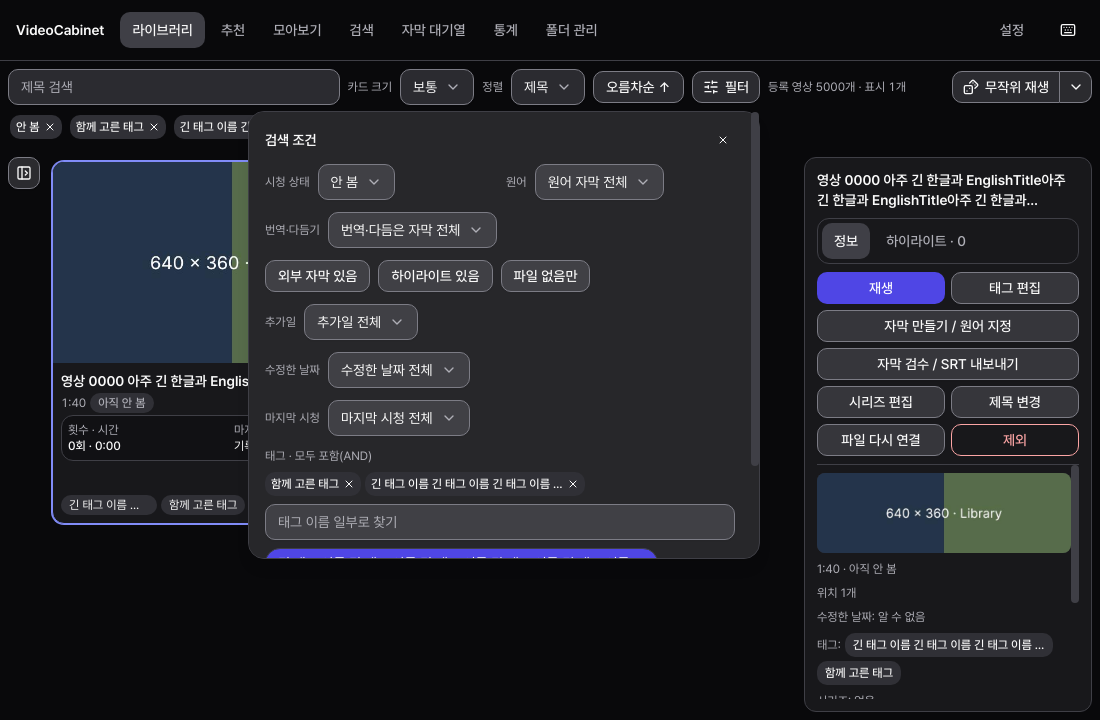 VideoCabinet 라이브러리 추천 모아보기 검색 자막 대기열 통계 폴더 관리 설정
제목 검색 카드 크기 보통 정렬 제목 오름차순 ↑ 필터 등록 영상 5000개 · 표시 1개 무작위 재생
안 봄 × 함께 고른 태그 × 긴 태그 이름 긴
검색 조건 ×
시청 상태 안 봄 원어 원어 자막 전체
번역·다듬기 번역·다듬은 자막 전체
외부 자막 있음 하이라이트 있음 파일 없음만
추가일 추가일 전체
수정한 날짜 수정한 날짜 전체
마지막 시청 마지막 시청 전체
태그 · 모두 포함(AND)
함께 고른 태그 × 긴 태그 이름 긴 태그 이름 긴 태그 이름 ... ×
태그 이름 일부로 찾기
640 × 360 ·
영상 0000 아주 긴 한글과 Englis
1:40 아직 안 봄
횟수 · 시간
0회 · 0:00
긴 태그 이름 ... 함께 고른 태그
영상 0000 아주 긴 한글과 EnglishTitle아주
긴 한글과 EnglishTitle아주 긴 한글과...
정보 하이라이트 · 0
재생 태그 편집
자막 만들기 / 원어 지정
자막 검수 / SRT 내보내기
시리즈 편집 제목 변경
파일 다시 연결 제외
640 × 360 · Library
1:40 · 아직 안 봄
위치 1개
수정한 날짜: 알 수 없음
태그: 긴 태그 이름 긴 태그 이름 긴 태그 이름 ...
함께 고른 태그